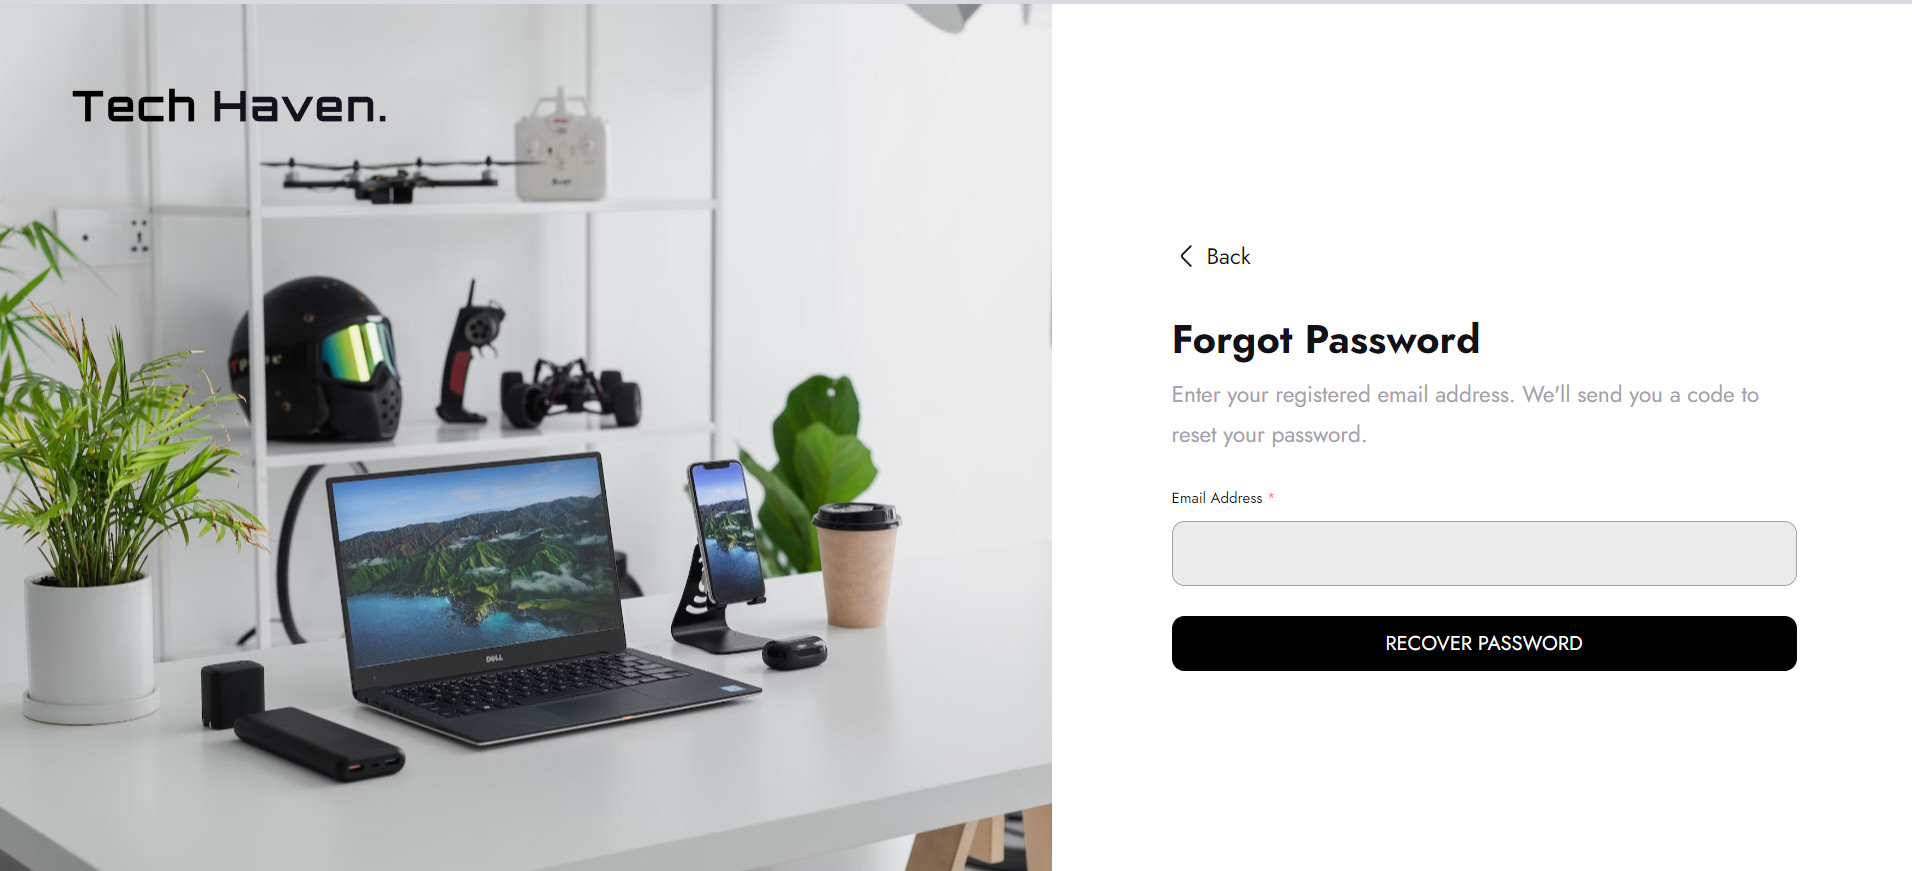 Tech Haven.
DELL
Back
Forgot Password
Enter your registered email address. We'll send you a code to
reset your password.
Email Address *
RECOVER PASSWORD